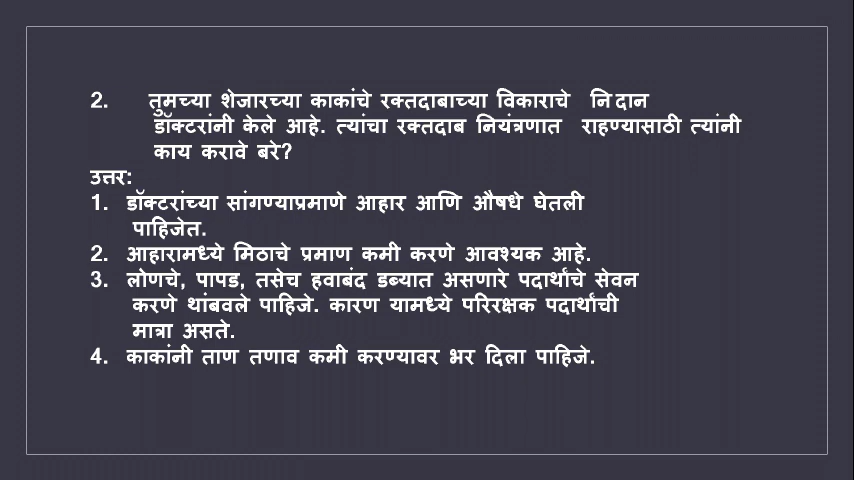 2. तुमच्या शेजारच्या काकांचे रक्तदाबाच्या विकाराचे निदान
डॉक्टरांनी केले आहे. त्यांचा रक्तदाब नियंत्रणात राहण्यासाठी त्यांनी
काय करावे बरे?
उत्तर:
1. डॉक्टरांच्या सांगण्याप्रमाणे आहार आणि औषधे घेतली
पाहिजेत.
2. आहारामध्ये मिठाचे प्रमाण कमी करणे आवश्यक आहे.
3. लोणचे, पापड, तसेच हवाबंद डब्यात असणारे पदार्थांचे सेवन
करणे थांबवले पाहिजे. कारण यामध्ये परिरक्षक पदार्थांची
मात्रा असते.
4. काकांनी ताण तणाव कमी करण्यावर भर दिला पाहिजे.